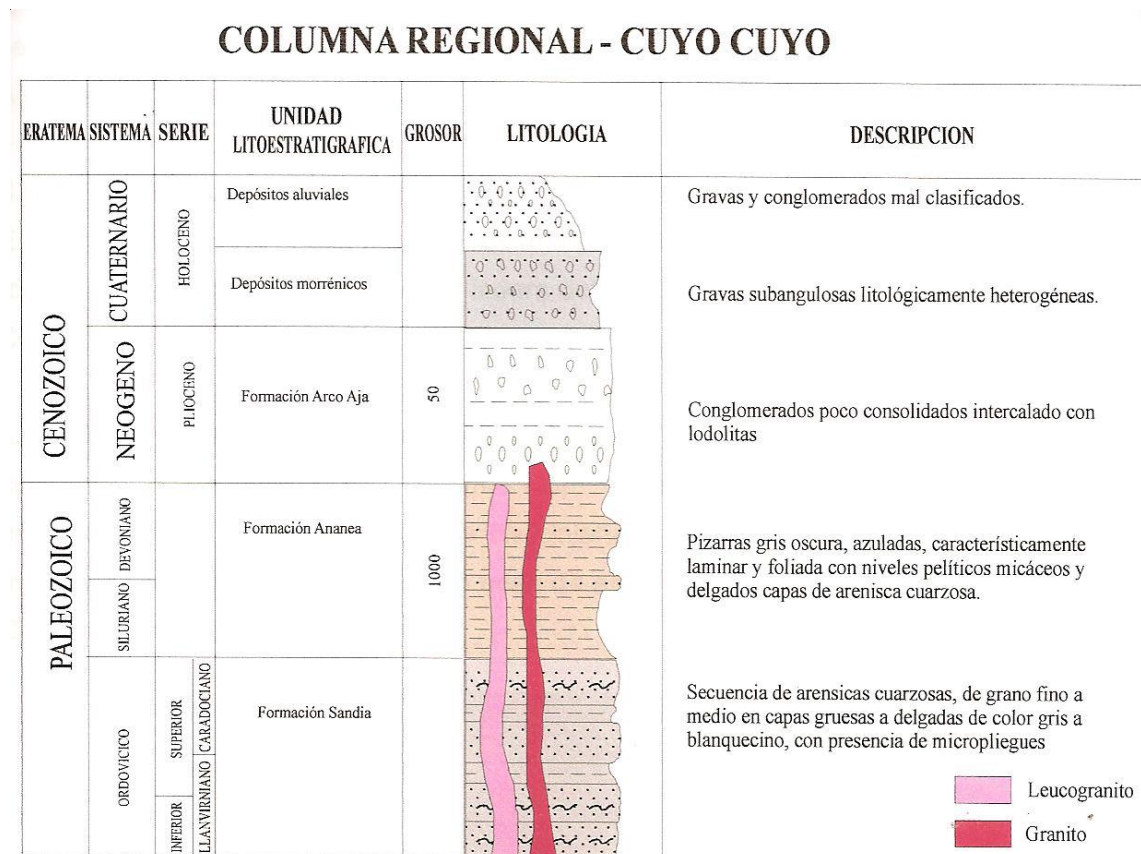 COLUMNA REGIONAL - CUYO CUYO
ERATEMA
SISTEMA
SERIE
UNIDAD
LITOESTRATIGRAFICA
GROSOR
LITOLOGIA
DESCRIPCION
CENOZOICO
CUATERNARIO
HOLOCENO
Depósitos aluviales
Gravas y conglomerados mal clasificados.
Depósitos morrénicos
Gravas subangulosas litológicamente heterogéneas.
NEOGENO
PLIOCENO
Formación Arco Aja
50
Conglomerados poco consolidados intercalado con
lodolitas
PALEOZOICO
DEVONIANO
SILURIANO
Formación Ananea
1000
Pizarras gris oscura, azuladas, característicamente
laminar y foliada con niveles pelíticos micáceos y
delgados capas de arenisca cuarzosa.
ORDOVICICO
SUPERIOR
INFERIOR
CARADOCIANO
LLANVIRNIANO
Formación Sandia
Secuencia de arensicas cuarzosas, de grano fino a
medio en capas gruesas a delgadas de color gris a
blanquecino, con presencia de micropliegues
Leucogranito
Granito